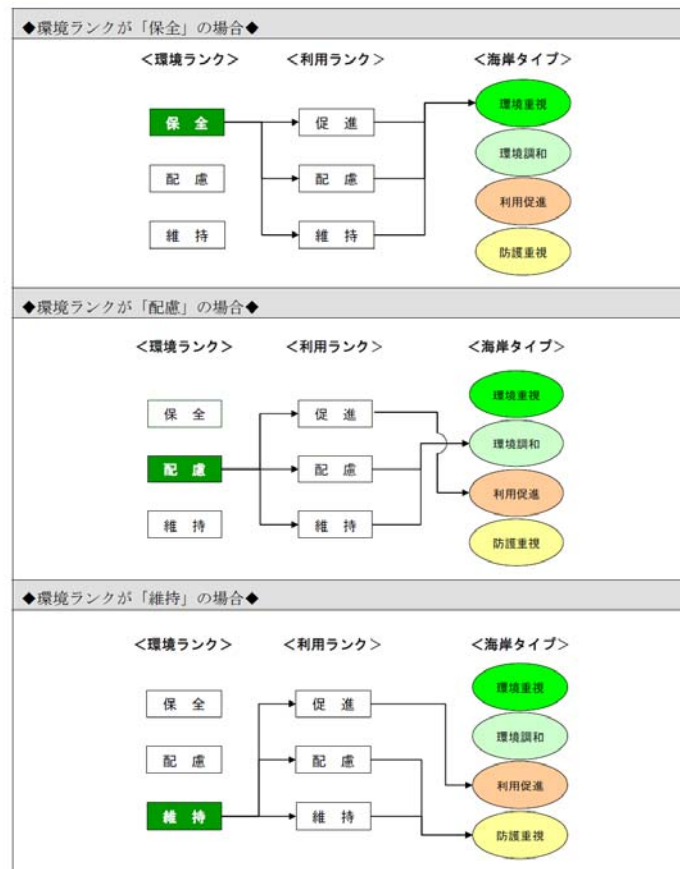 ◆環境ランクが「保全」の場合◆
＜環境ランク＞ ＜利用ランク＞ ＜海岸タイプ＞
保 全 促 進 環境重視
配 慮 配 慮 環境調和
利用促進
維 持 維 持 防護重視
◆環境ランクが「配慮」の場合◆
＜環境ランク＞ ＜利用ランク＞ ＜海岸タイプ＞
環境重視
保 全 促 進 環境調和
配 慮 配 慮 利用促進
維 持 維 持 防護重視
◆環境ランクが「維持」の場合◆
＜環境ランク＞ ＜利用ランク＞ ＜海岸タイプ＞
環境重視
保 全 促 進 環境調和
配 慮 配 慮 利用促進
維 持 維 持 防護重視